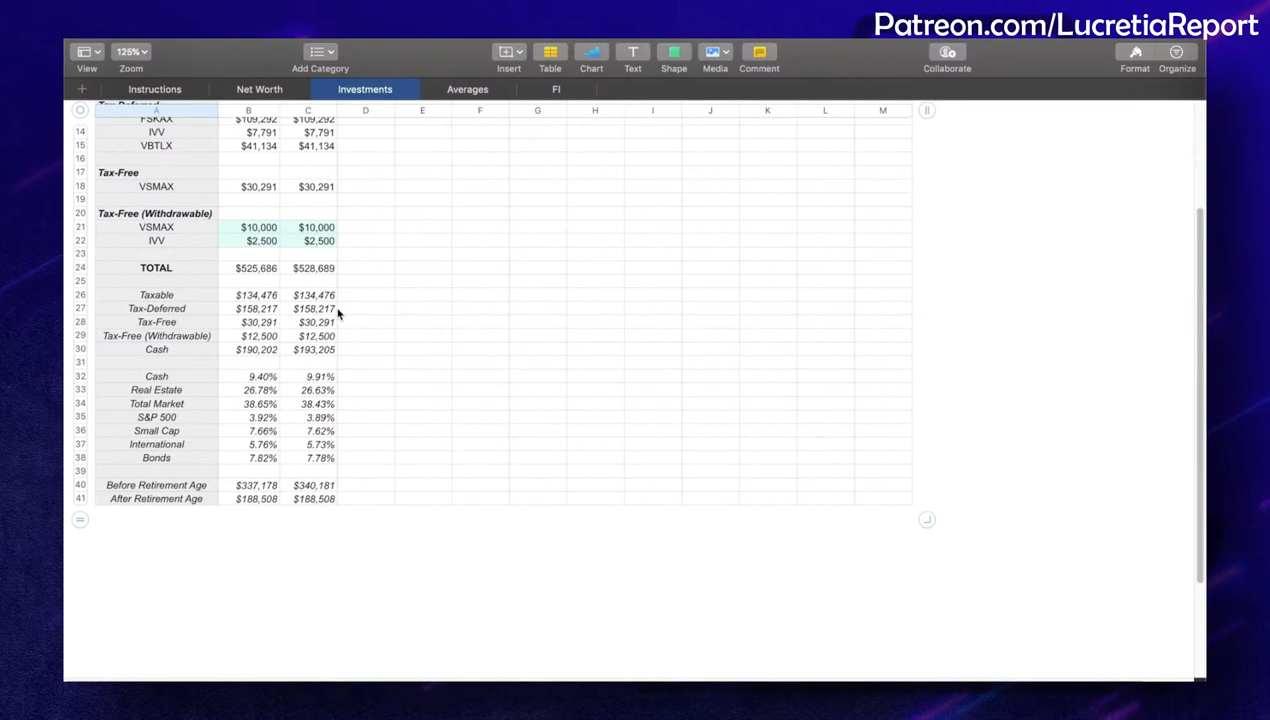 Patreon.com/LucretiaReport
125%
View Zoom Add Category Insert Table Chart Text Shape Media Comment Collaborate Format Organize
+ Instructions Net Worth Investments Averages FI
A B C D E F G H I J K L M
Tax-Deferred
FSKAX $109,292 $109,292
14 IVV $7,791 $7,791
15 VBTLX $41,134 $41,134
16
17 Tax-Free
18 VSMAX $30,291 $30,291
19
20 Tax-Free (Withdrawable)
21 VSMAX $10,000 $10,000
22 IVV $2,500 $2,500
23
24 TOTAL $525,686 $528,689
25
26 Taxable $134,476 $134,476
27 Tax-Deferred $158,217 $158,217
28 Tax-Free $30,291 $30,291
29 Tax-Free (Withdrawable) $12,500 $12,500
30 Cash $190,202 $193,205
31
32 Cash 9.40% 9.91%
33 Real Estate 26.78% 26.63%
34 Total Market 38.65% 38.43%
35 S&P 500 3.92% 3.89%
36 Small Cap 7.66% 7.62%
37 International 5.76% 5.73%
38 Bonds 7.82% 7.78%
39
40 Before Retirement Age $337,178 $340,181
41 After Retirement Age $188,508 $188,508